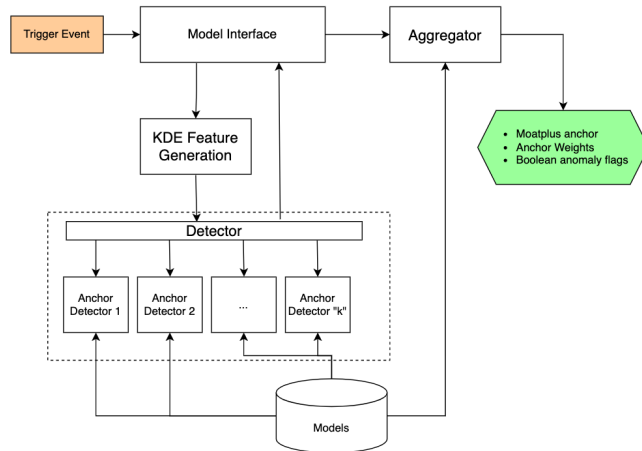 Trigger Event
Model Interface
Aggregator
KDE Feature
Generation
• Moatplus anchor
• Anchor Weights
• Boolean anomaly flags
Detector
Anchor
Detector 1
Anchor
Detector 2
...
Anchor
Detector "k"
Models